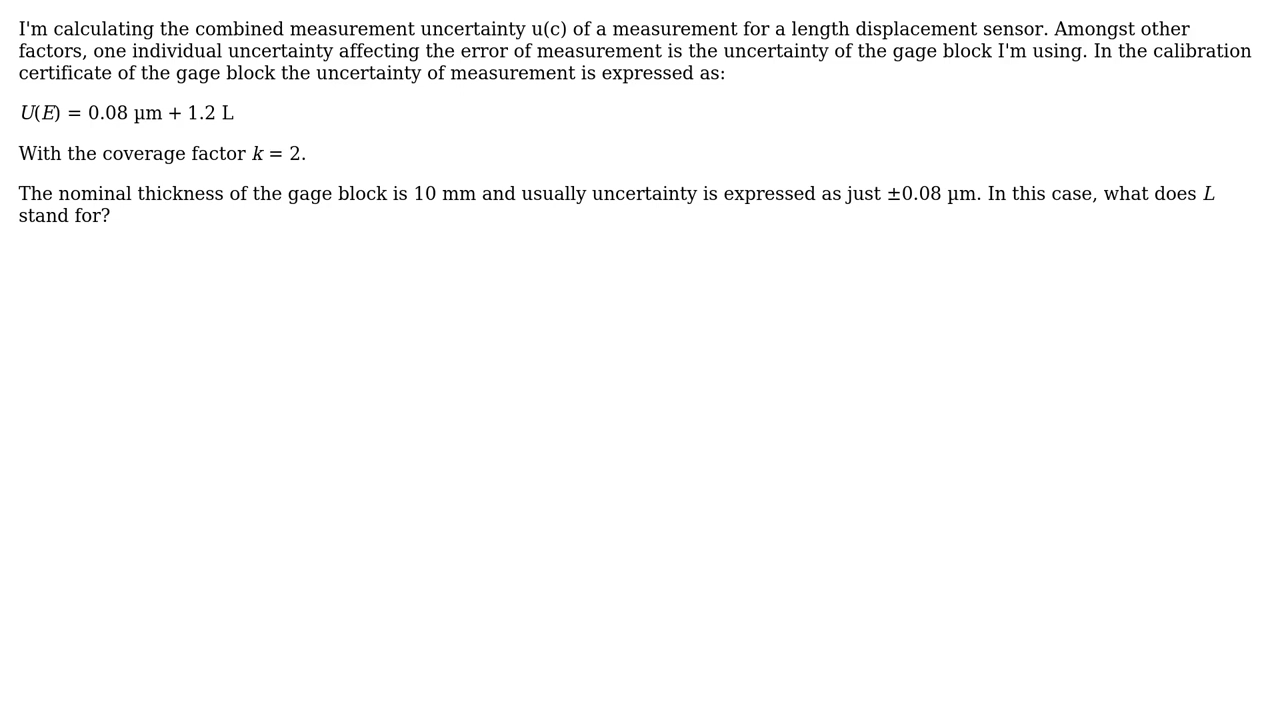 I'm calculating the combined measurement uncertainty u(c) of a measurement for a length displacement sensor. Amongst other
factors, one individual uncertainty affecting the error of measurement is the uncertainty of the gage block I'm using. In the calibration
certificate of the gage block the uncertainty of measurement is expressed as:
U(E) = 0.08 µm + 1.2 L
With the coverage factor k = 2.
The nominal thickness of the gage block is 10 mm and usually uncertainty is expressed as just ±0.08 µm. In this case, what does L
stand for?